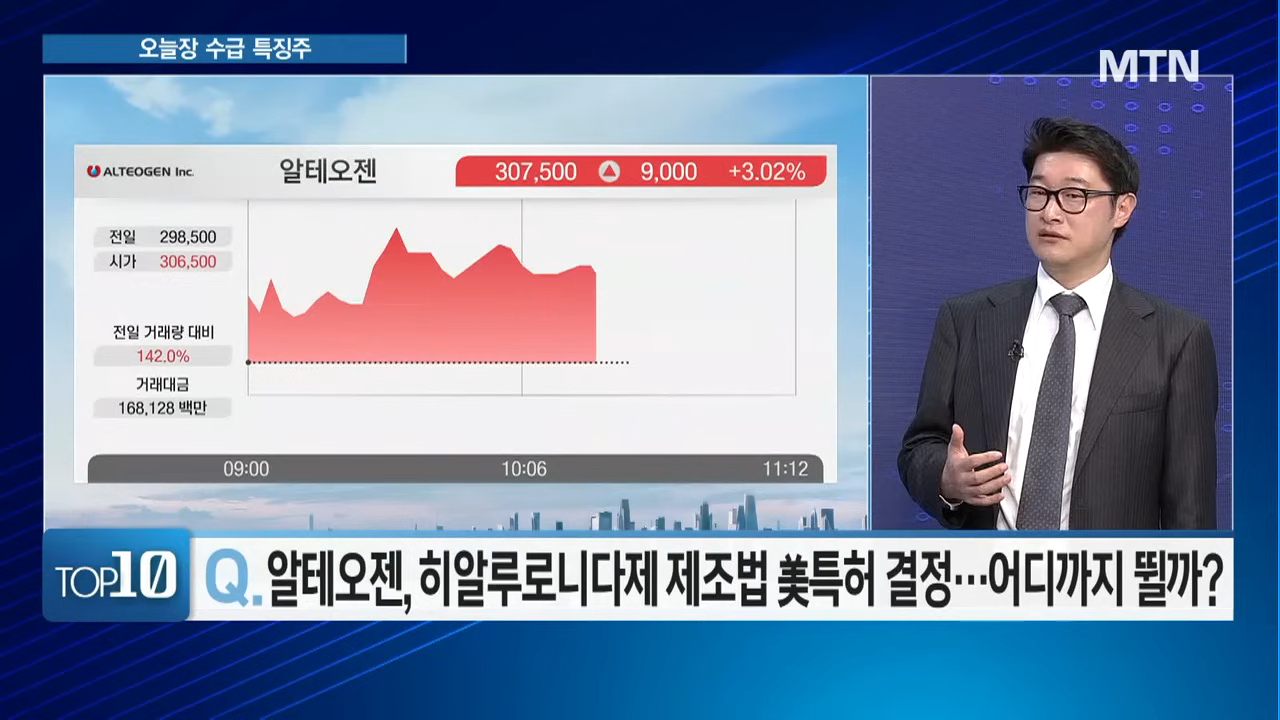 오늘장 수급 특징주
MTN
ALTEOGEN Inc.
알테오젠
307,500 9,000 +3.02%
전일 298,500
시가 306,500
전일 거래량 대비
142.0%
거래대금
168,128 백만
09:00 10:06 11:12
TOP10
Q. 알테오젠, 히알루로니다제 제조법 美특허 결정…어디까지 뛸까?